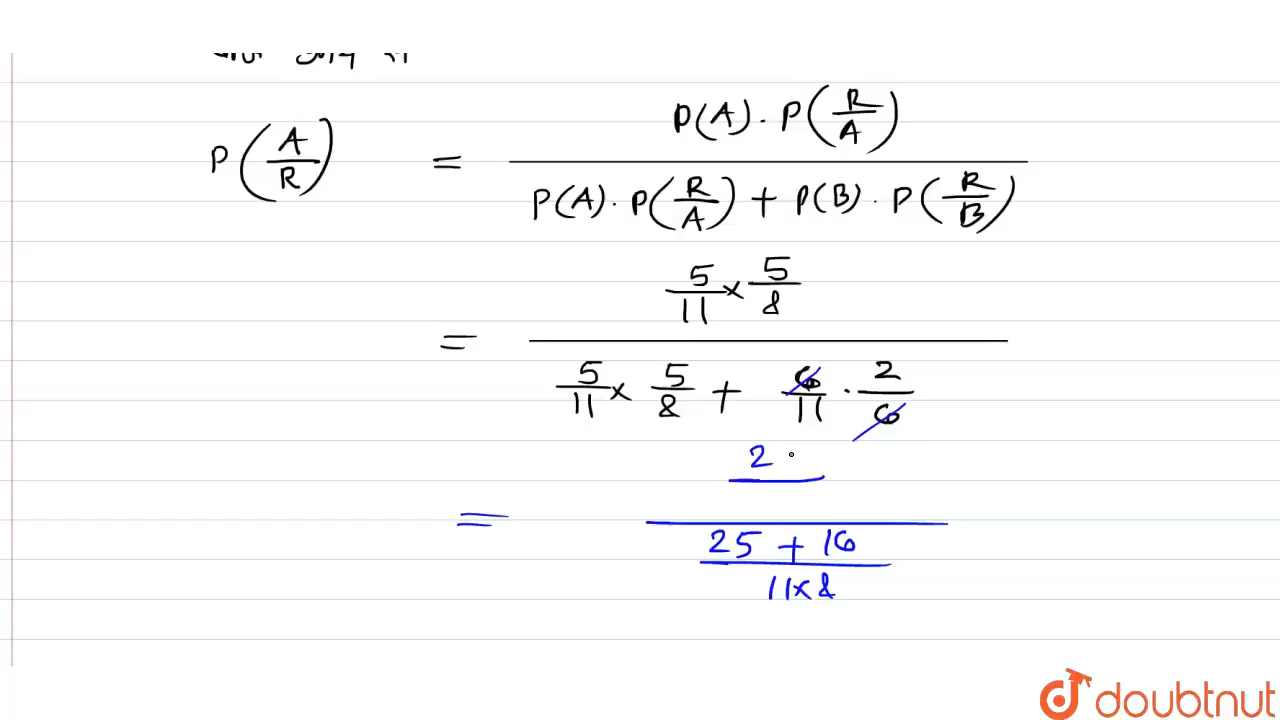 P(A/R) = P(A). P(R/A) / P(A). P(R/A) + P(B). P(R/B)
= 5/11 × 5/8 / 5/11 × 5/8 + 6/11 . 2/6
= 2 / 25 + 16 / 11×8
doubtnut